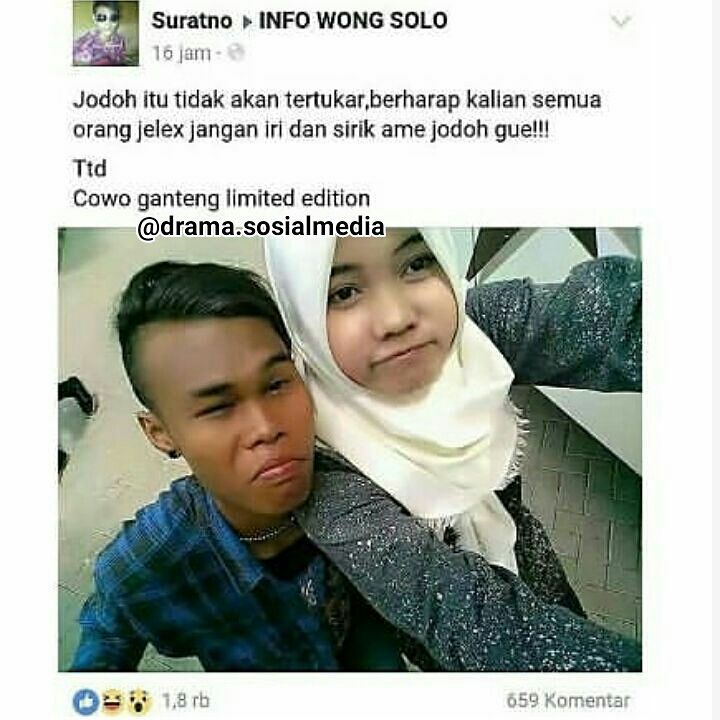 Suratno ▸ INFO WONG SOLO
16 jam ·
Jodoh itu tidak akan tertukar,berharap kalian semua
orang jelex jangan iri dan sirik ame jodoh gue!!!
Ttd
Cowo ganteng limited edition
@drama.sosialmedia
1,8 rb
659 Komentar